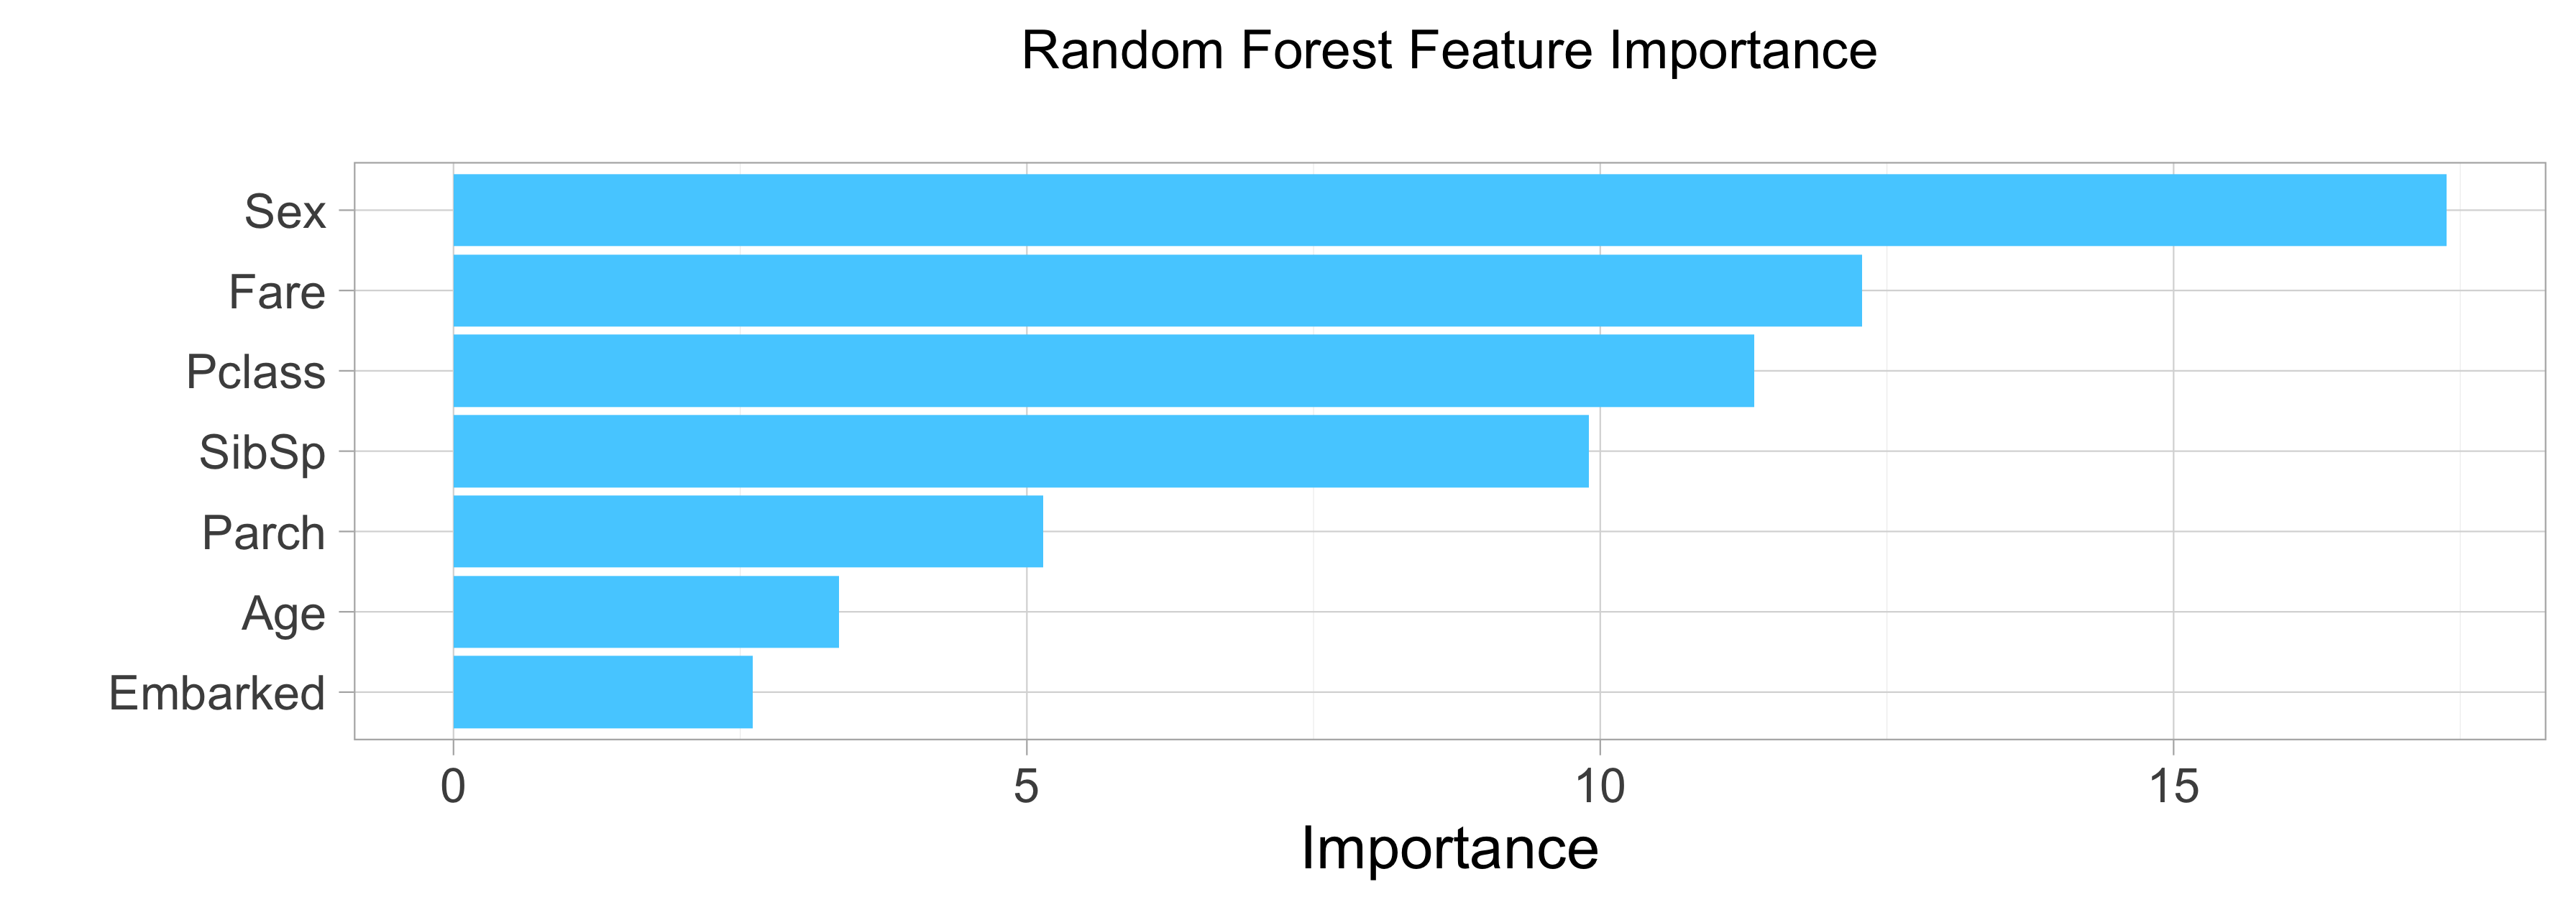 Random Forest Feature Importance
Sex
Fare
Pclass
SibSp
Parch
Age
Embarked
0 5 10 15
Importance